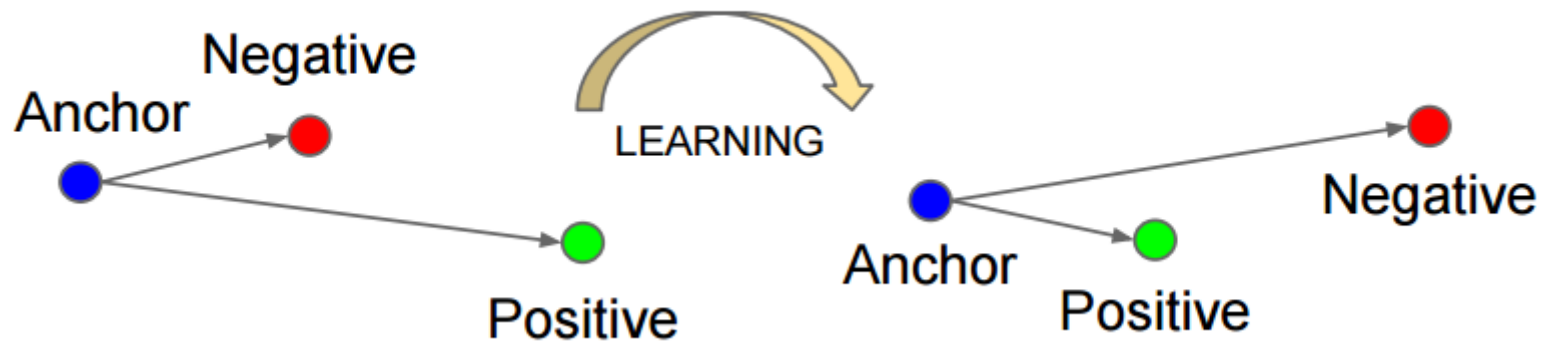 Negative
Anchor
Positive
LEARNING
Negative
Anchor
Positive